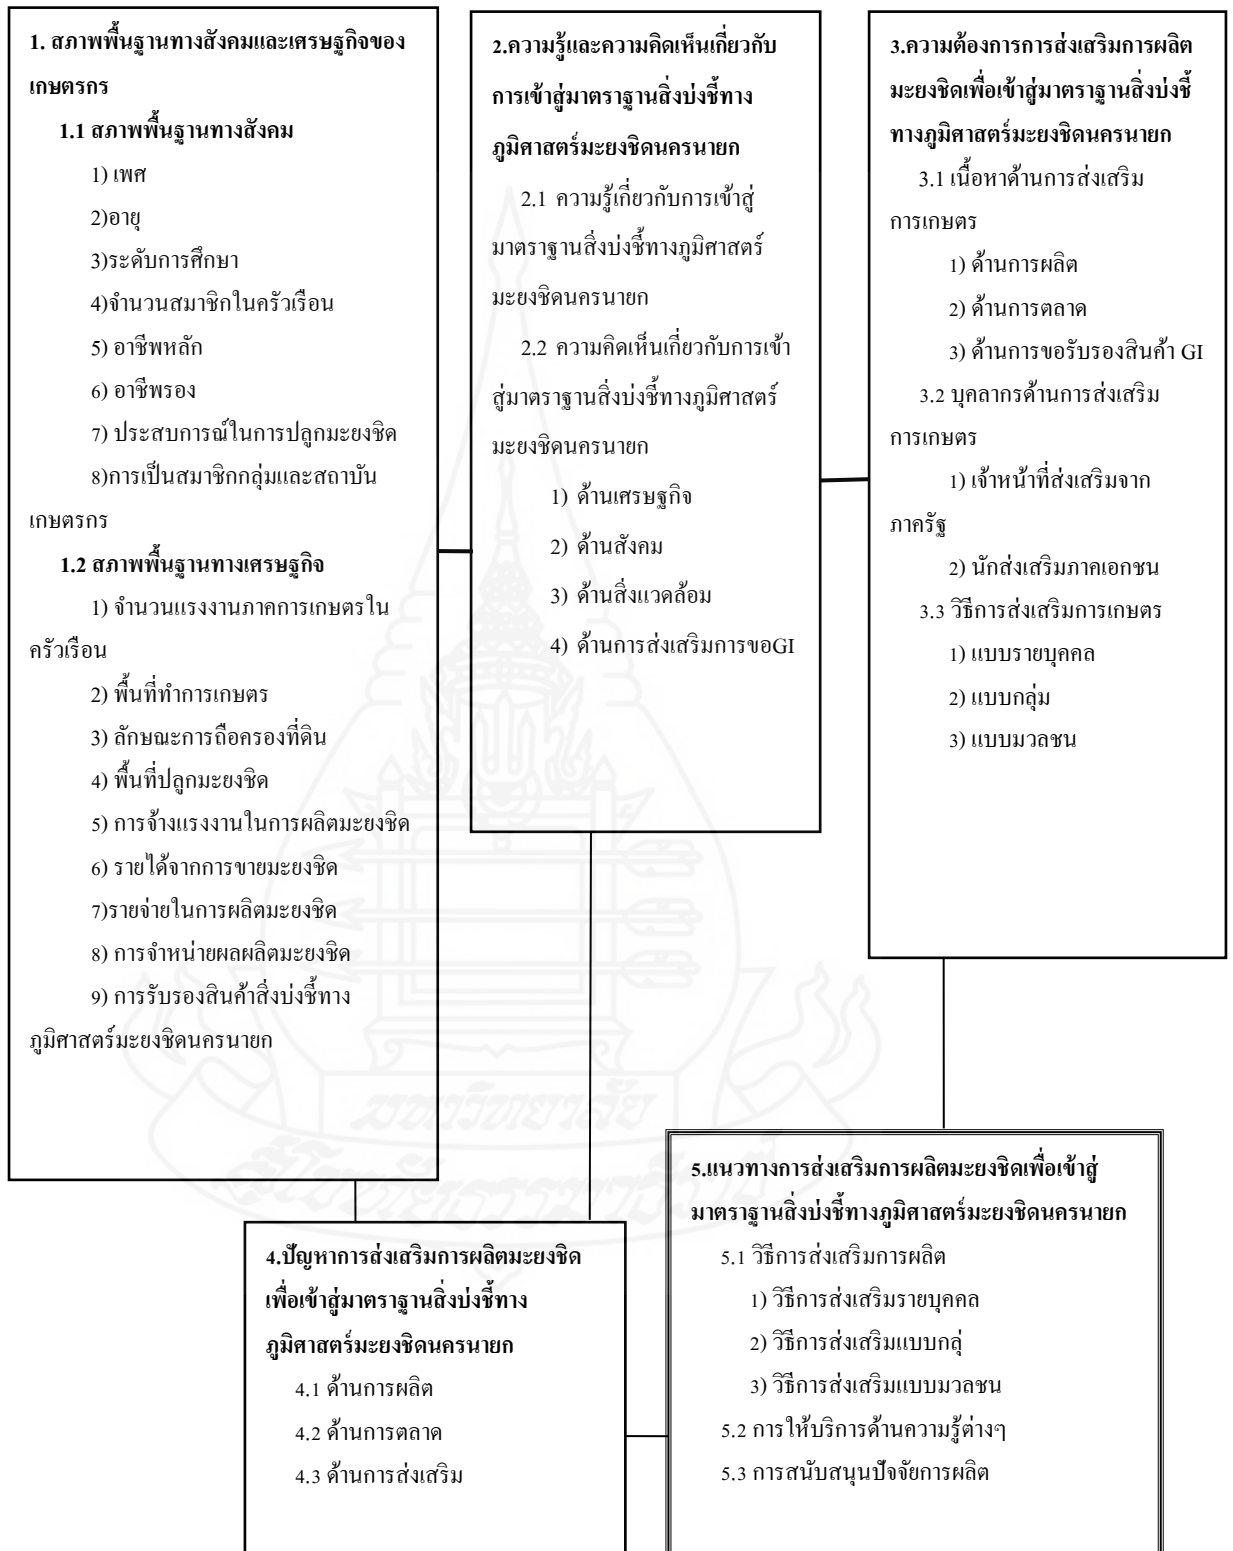 1. สภาพพื้นฐานทางสังคมและเศรษฐกิจของ
เกษตรกร
1.1 สภาพพื้นฐานทางสังคม
1) เพศ
2)อายุ
3)ระดับการศึกษา
4)จำนวนสมาชิกในครัวเรือน
5) อาชีพหลัก
6) อาชีพรอง
7) ประสบการณ์ในการปลูกมะยงชิด
8)การเป็นสมาชิกกลุ่มและสถาบัน
เกษตรกร
1.2 สภาพพื้นฐานทางเศรษฐกิจ
1) จำนวนแรงงานภาคการเกษตรใน
ครัวเรือน
2) พื้นที่ทำการเกษตร
3) ลักษณะการถือครองที่ดิน
4) พื้นที่ปลูกมะยงชิด
5) การจ้างแรงงานในการผลิตมะยงชิด
6) รายได้จากการขายมะยงชิด
7)รายจ่ายในการผลิตมะยงชิด
8) การจำหน่ายผลผลิตมะยงชิด
9) การรับรองสินค้าสิ่งบ่งชี้ทาง
ภูมิศาสตร์มะยงชิดนครนายก
2.ความรู้และความคิดเห็นเกี่ยวกับ
การเข้าสู่มาตราฐานสิ่งบ่งชี้ทาง
ภูมิศาสตร์มะยงชิดนครนายก
2.1 ความรู้เกี่ยวกับการเข้าสู่
มาตราฐานสิ่งบ่งชี้ทางภูมิศาสตร์
มะยงชิดนครนายก
2.2 ความคิดเห็นเกี่ยวกับการเข้า
สู่มาตราฐานสิ่งบ่งชี้ทางภูมิศาสตร์
มะยงชิดนครนายก
1) ด้านเศรษฐกิจ
2) ด้านสังคม
3) ด้านสิ่งแวดล้อม
4) ด้านการส่งเสริมการขอGI
3.ความต้องการการส่งเสริมการผลิต
มะยงชิดเพื่อเข้าสู่มาตราฐานสิ่งบ่งชี้
ทางภูมิศาสตร์มะยงชิดนครนายก
3.1 เนื้อหาด้านการส่งเสริม
การเกษตร
1) ด้านการผลิต
2) ด้านการตลาด
3) ด้านการขอรับรองสินค้า GI
3.2 บุคลากรด้านการส่งเสริม
การเกษตร
1) เจ้าหน้าที่ส่งเสริมจาก
ภาครัฐ
2) นักส่งเสริมภาคเอกชน
3.3 วิธีการส่งเสริมการเกษตร
1) แบบรายบุคคล
2) แบบกลุ่ม
3) แบบมวลชน
4.ปัญหาการส่งเสริมการผลิตมะยงชิด
เพื่อเข้าสู่มาตราฐานสิ่งบ่งชี้ทาง
ภูมิศาสตร์มะยงชิดนครนายก
4.1 ด้านการผลิต
4.2 ด้านการตลาด
4.3 ด้านการส่งเสริม
5.แนวทางการส่งเสริมการผลิตมะยงชิดเพื่อเข้าสู่
มาตราฐานสิ่งบ่งชี้ทางภูมิศาสตร์มะยงชิดนครนายก
5.1 วิธีการส่งเสริมการผลิต
1) วิธีการส่งเสริมรายบุคคล
2) วิธีการส่งเสริมแบบกลุ่
3) วิธีการส่งเสริมแบบมวลชน
5.2 การให้บริการด้านความรู้ต่างๆ
5.3 การสนับสนุนปัจจัยการผลิต
มหาวิทยาลัย
สุโขทัยธรรมาธิราช